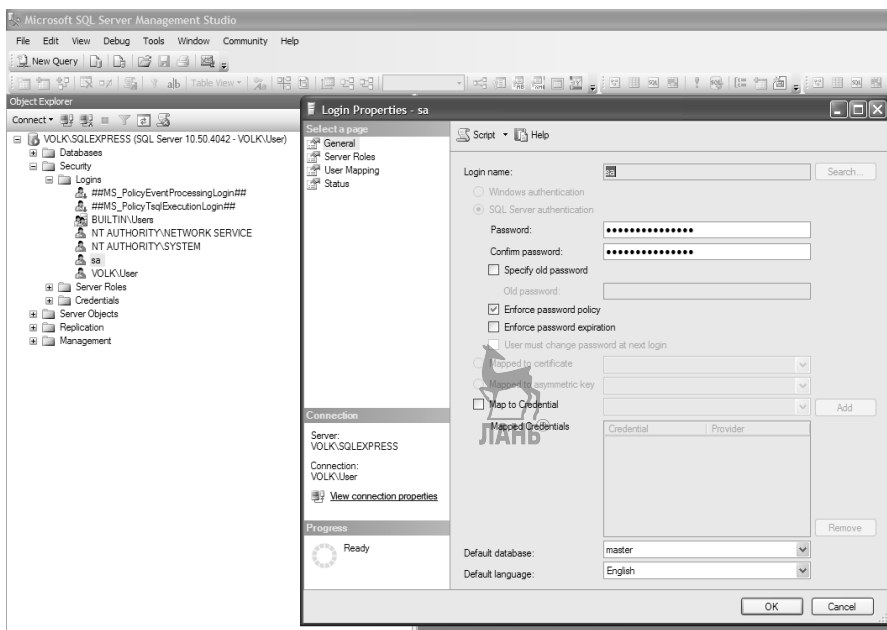 Microsoft SQL Server Management Studio
File Edit View Debug Tools Window Community Help
New Query
Table View
Object Explorer
Connect
VOLK\SQLEXPRESS (SQL Server 10.50.4042 - VOLK\User)
Databases
Security
Logins
##MS_PolicyEventProcessingLogin##
##MS_PolicyTsqlExecutionLogin##
BUILTIN\Users
NT AUTHORITY\NETWORK SERVICE
NT AUTHORITY\SYSTEM
sa
VOLK\User
Server Roles
Credentials
Server Objects
Replication
Management
Login Properties - sa
Select a page
General
Server Roles
User Mapping
Status
Connection
Server:
VOLK\SQLEXPRESS
Connection:
VOLK\User
View connection properties
Progress
Ready
Script Help
Login name: sa Search...
Windows authentication
SQL Server authentication
Password: •••••••••••••••
Confirm password: •••••••••••••••
Specify old password
Old password:
Enforce password policy
Enforce password expiration
User must change password at next login
Mapped to certificate
Mapped to asymmetric key
Map to Credential Add
Mapped Credentials Credential Provider
ЛАНЬ
Remove
Default database: master
Default language: English
OK Cancel